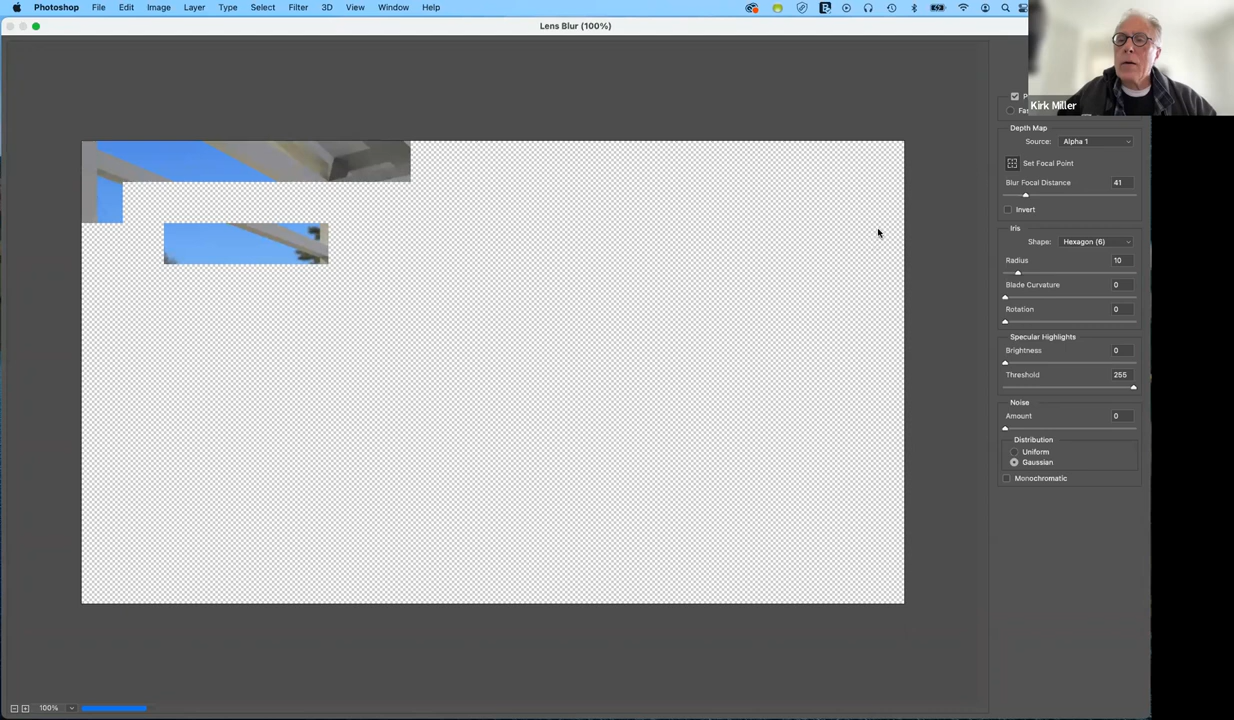 Photoshop File Edit Image Layer Type Select Filter 3D View Window Help
Lens Blur (100%)
Kirk Miller
Depth Map
Source: Alpha 1
Set Focal Point
Blur Focal Distance 41
Invert
Iris
Shape: Hexagon (6)
Radius 10
Blade Curvature 0
Rotation 0
Specular Highlights
Brightness 0
Threshold 255
Noise
Amount 0
Distribution
Uniform
Gaussian
Monochromatic
100%